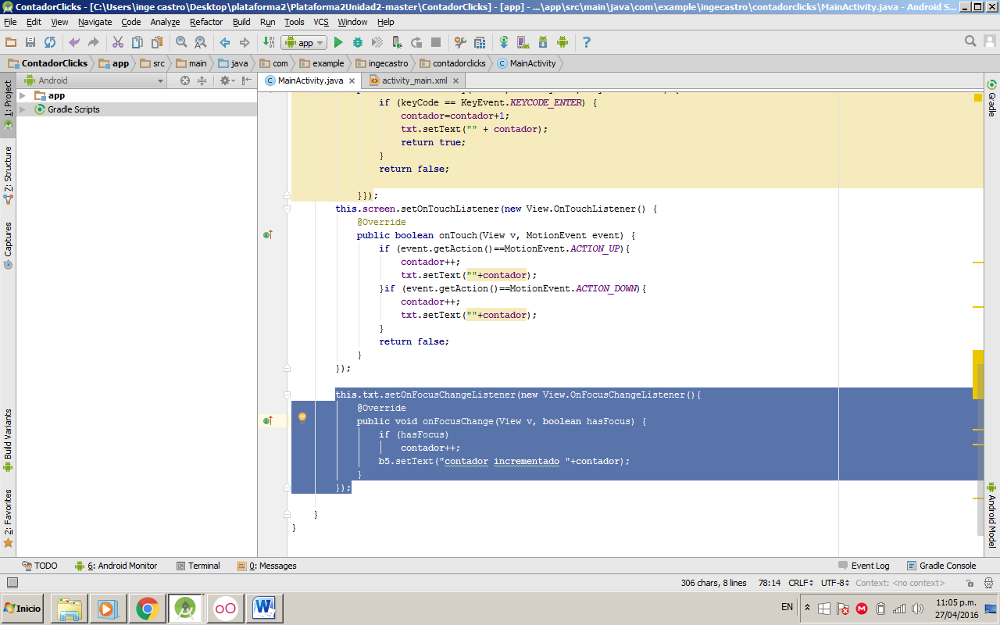 ContadorClicks - [C:\Users\inge castro\Desktop\plataforma2\Plataforma2Unidad2-master\ContadorClicks] - [app] - ...\app\src\main\java\com\example\ingecastro\contadorclicks\MainActivity.java - Android S...
File Edit View Navigate Code Analyze Refactor Build Run Tools VCS Window Help
app
ContadorClicks app src main java com example ingecastro contadorclicks MainActivity
Android
MainActivity.java
activity_main.xml
1: Project
7: Structure
Captures
Build Variants
2: Favorites
app
Gradle Scripts
if (keyCode == KeyEvent.KEYCODE_ENTER) {
contador=contador+1;
txt.setText("" + contador);
return true;
}
return false;
}});
this.screen.setOnTouchListener(new View.OnTouchListener() {
@Override
public boolean onTouch(View v, MotionEvent event) {
if (event.getAction()==MotionEvent.ACTION_UP){
contador++;
txt.setText(""+contador);
}if (event.getAction()==MotionEvent.ACTION_DOWN){
contador++;
txt.setText(""+contador);
}
return false;
}
});
this.txt.setOnFocusChangeListener(new View.OnFocusChangeListener(){
@Override
public void onFocusChange(View v, boolean hasFocus) {
if (hasFocus)
contador++;
b5.setText("contador incrementado "+contador);
}
});
}
}
Gradle
Android Model
TODO 6: Android Monitor Terminal 0: Messages Event Log Gradle Console
306 chars, 8 lines 78:14 CRLF UTF-8 Context: <no context>
Inicio
EN
11:05 p.m.
27/04/2016